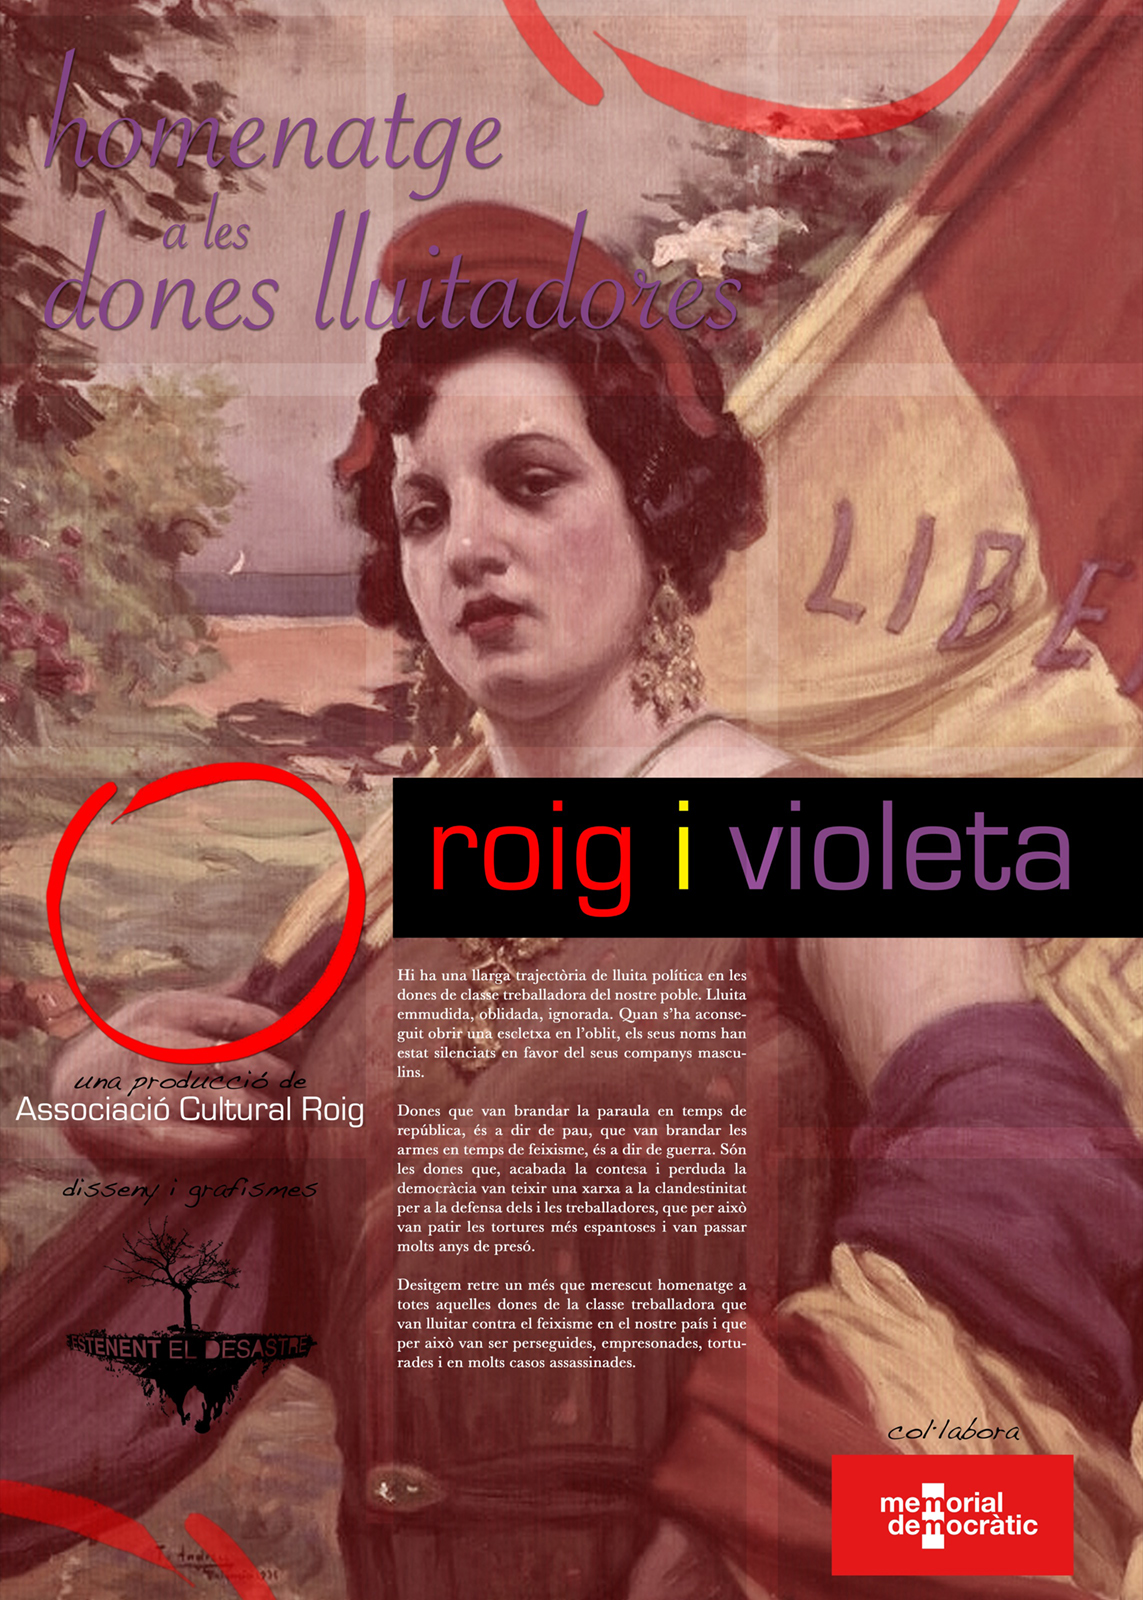 homenatge
a les
dones lluitadores
LIBE
roig i violeta
Hi ha una llarga trajectòria de lluita política en les
dones de classe treballadora del nostre poble. Lluita
emmudida, oblidada, ignorada. Quan s'ha aconse-
guit obrir una escletxa en l'oblit, els seus noms han
estat silenciats en favor del seus companys mascu-
lins.
Dones que van brandar la paraula en temps de
república, és a dir de pau, que van brandar les
armes en temps de feixisme, és a dir de guerra. Són
les dones que, acabada la contesa i perduda la
democràcia van teixir una xarxa a la clandestinitat
per a la defensa dels i les treballadores, que per això
van patir les tortures més espantoses i van passar
molts anys de presó.
Desitgem retre un més que merescut homenatge a
totes aquelles dones de la classe treballadora que
van lluitar contra el feixisme en el nostre país i que
per això van ser perseguides, empresonades, tortu-
rades i en molts casos assassinades.
una producció de
Associació Cultural Roig
disseny i grafismes
ESTENENT EL DESASTRE
col·labora
memorial
democràtic